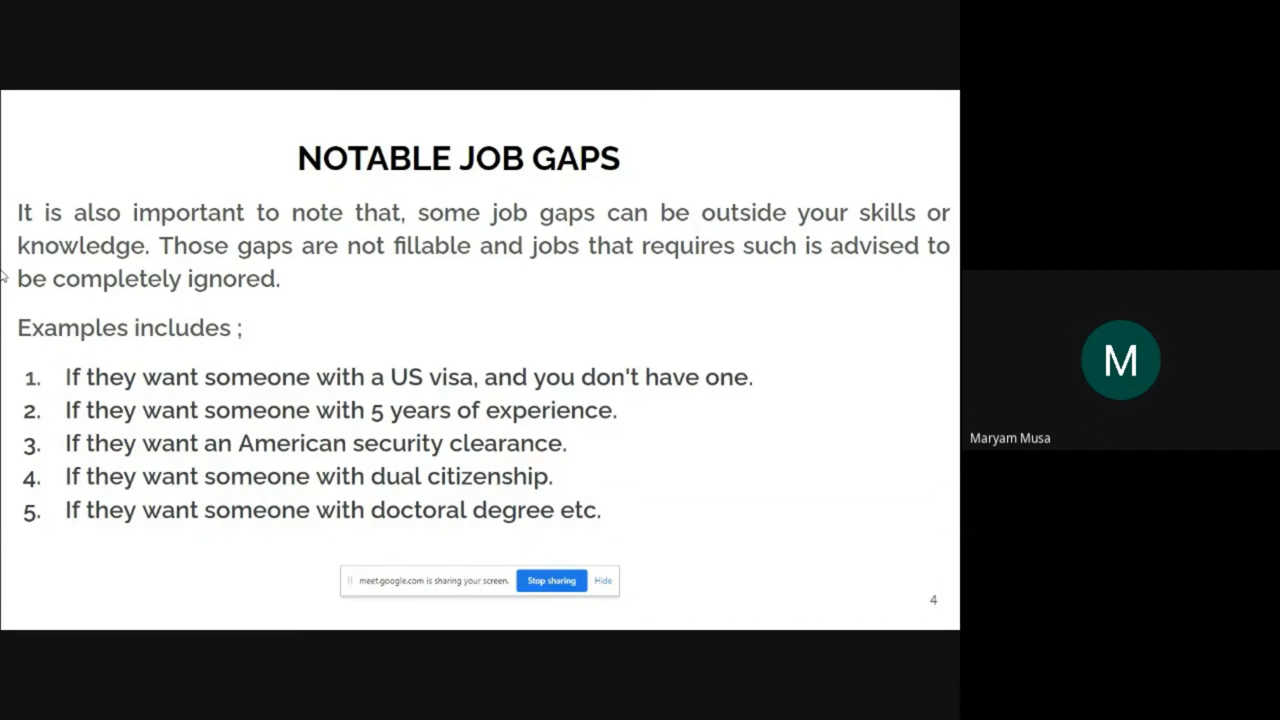 NOTABLE JOB GAPS
It is also important to note that, some job gaps can be outside your skills or
knowledge. Those gaps are not fillable and jobs that requires such is advised to
be completely ignored.
Examples includes ;
1. If they want someone with a US visa, and you don't have one.
2. If they want someone with 5 years of experience.
3. If they want an American security clearance.
4. If they want someone with dual citizenship.
5. If they want someone with doctoral degree etc.
meet.google.com is sharing your screen. Stop sharing Hide
4
M
Maryam Musa